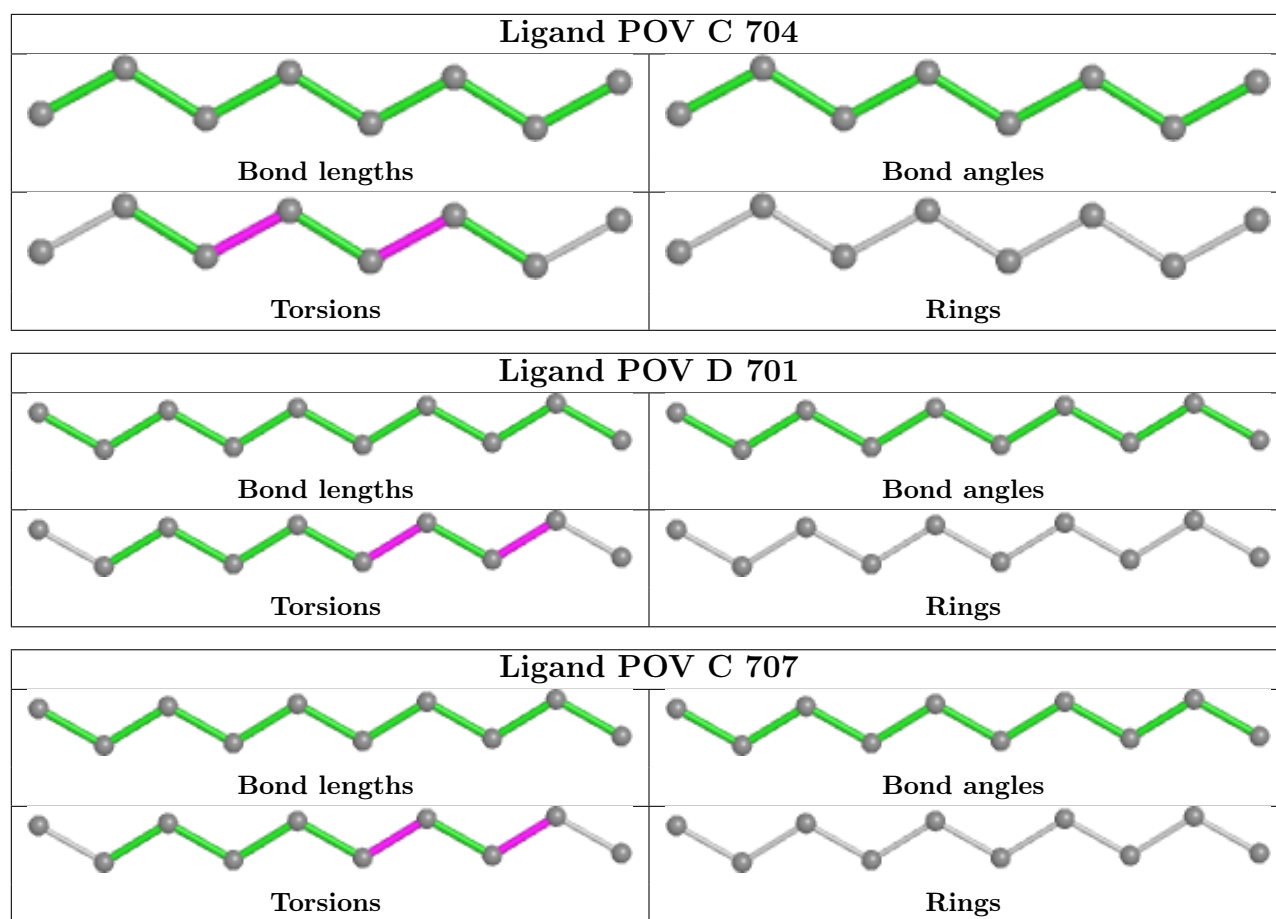 Ligand POV C 704
Bond lengths Bond angles
Torsions Rings
Ligand POV D 701
Bond lengths Bond angles
Torsions Rings
Ligand POV C 707
Bond lengths Bond angles
Torsions Rings